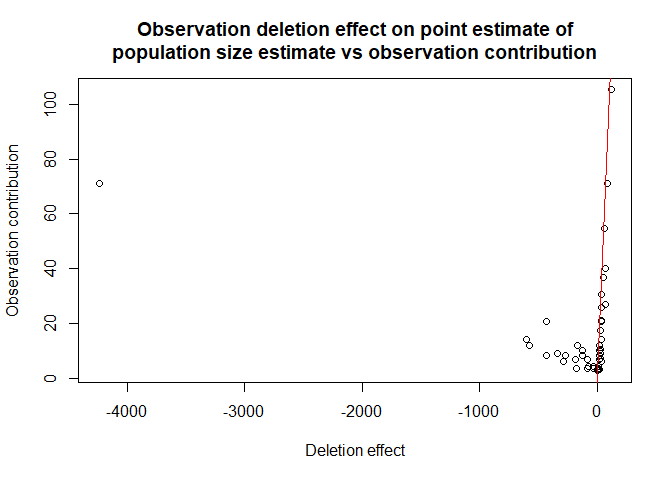 Observation deletion effect on point estimate of
population size estimate vs observation contribution
Observation contribution
100
80
60
40
20
0
-4000 -3000 -2000 -1000 0
Deletion effect